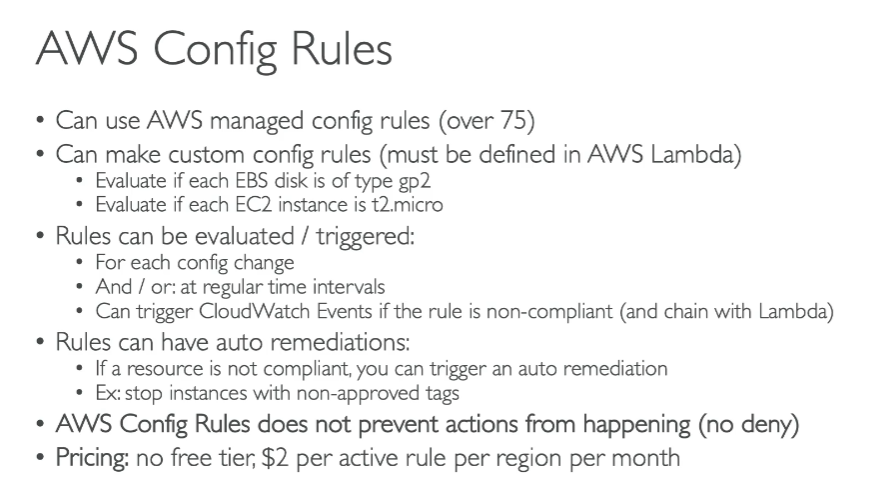 AWS Config Rules
• Can use AWS managed config rules (over 75)
• Can make custom config rules (must be defined in AWS Lambda)
• Evaluate if each EBS disk is of type gp2
• Evaluate if each EC2 instance is t2.micro
• Rules can be evaluated / triggered:
• For each config change
• And / or: at regular time intervals
• Can trigger CloudWatch Events if the rule is non-compliant (and chain with Lambda)
• Rules can have auto remediations:
• If a resource is not compliant, you can trigger an auto remediation
• Ex: stop instances with non-approved tags
• AWS Config Rules does not prevent actions from happening (no deny)
• Pricing: no free tier, $2 per active rule per region per month